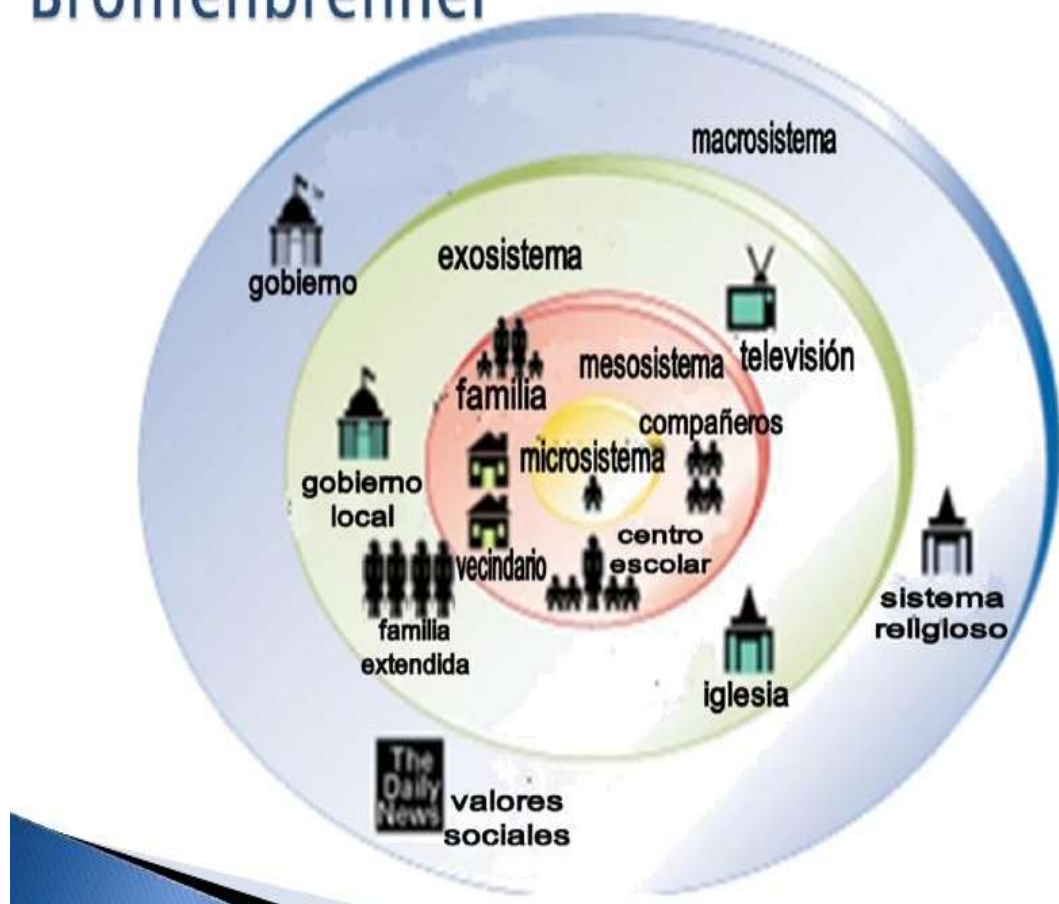 Bronfenbrenner
macrosistema
gobierno
exosistema
televisión
mesosistema
familia
compañeros
microsistema
gobierno
local
centro
escolar
vecindario
familia
extendida
sistema
religioso
iglesia
The
Daily
News
valores
sociales